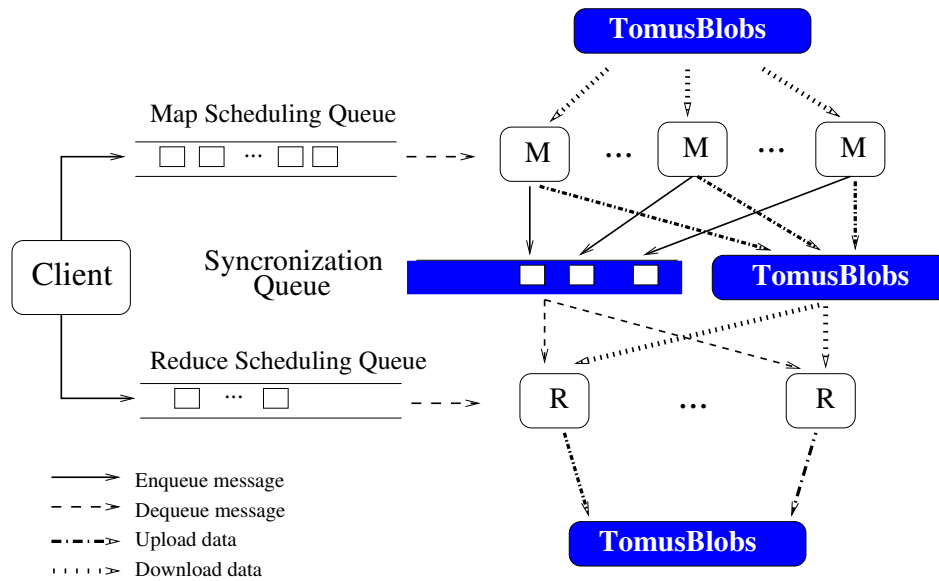 TomusBlobs
Map Scheduling Queue
...
M ... M ... M
Client
Syncronization
Queue
TomusBlobs
Reduce Scheduling Queue
...
R ... R
Enqueue message
Dequeue message
Upload data
Download data
TomusBlobs